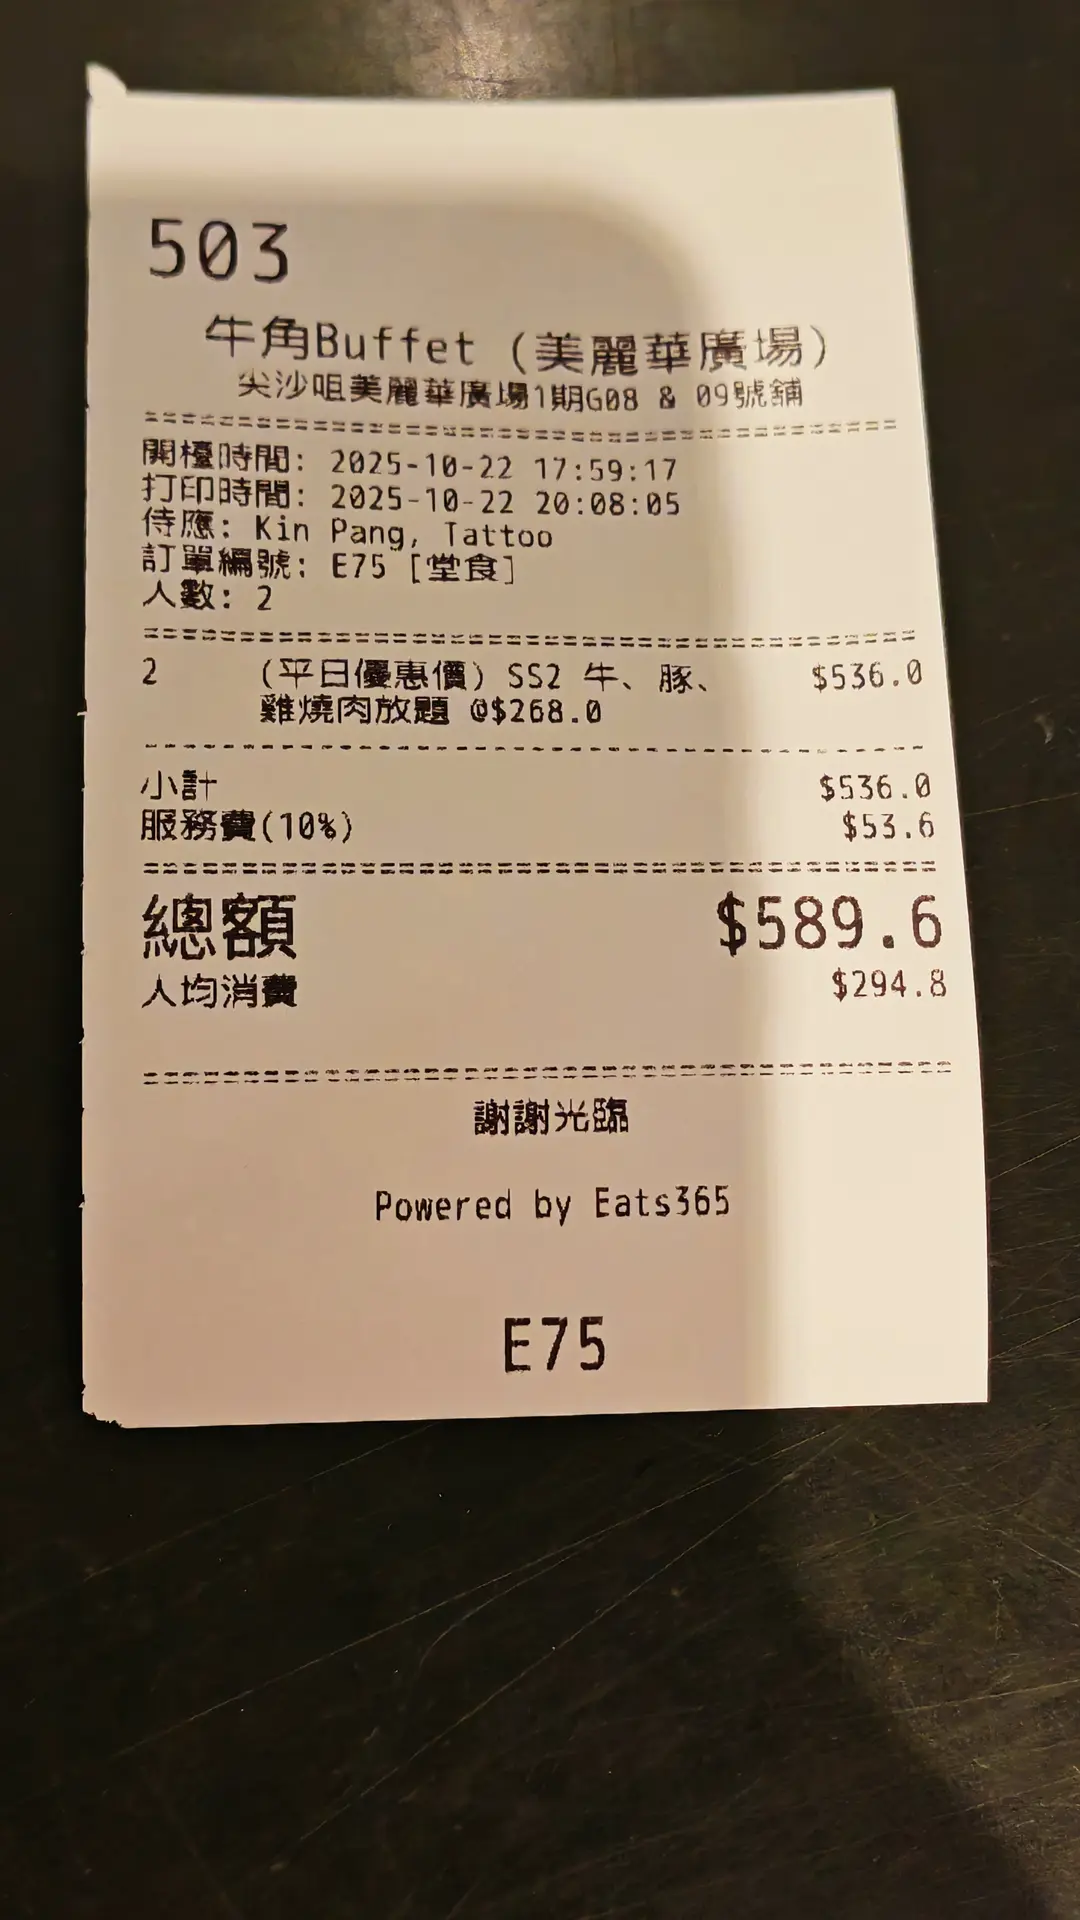 503
牛角Buffet (美麗華廣場)
尖沙咀美麗華廣場1期G08 & 09號舖
開檯時間: 2025-10-22 17:59:17
打印時間: 2025-10-22 20:08:05
侍應: Kin Pang, Tattoo
訂單編號: E75 [堂食]
人數: 2
2 (平日優惠價) SS2 牛、豚、 $536.0
雞燒肉放題 @$268.0
小計 $536.0
服務費(10%) $53.6
總額 $589.6
人均消費 $294.8
謝謝光臨
Powered by Eats365
E75